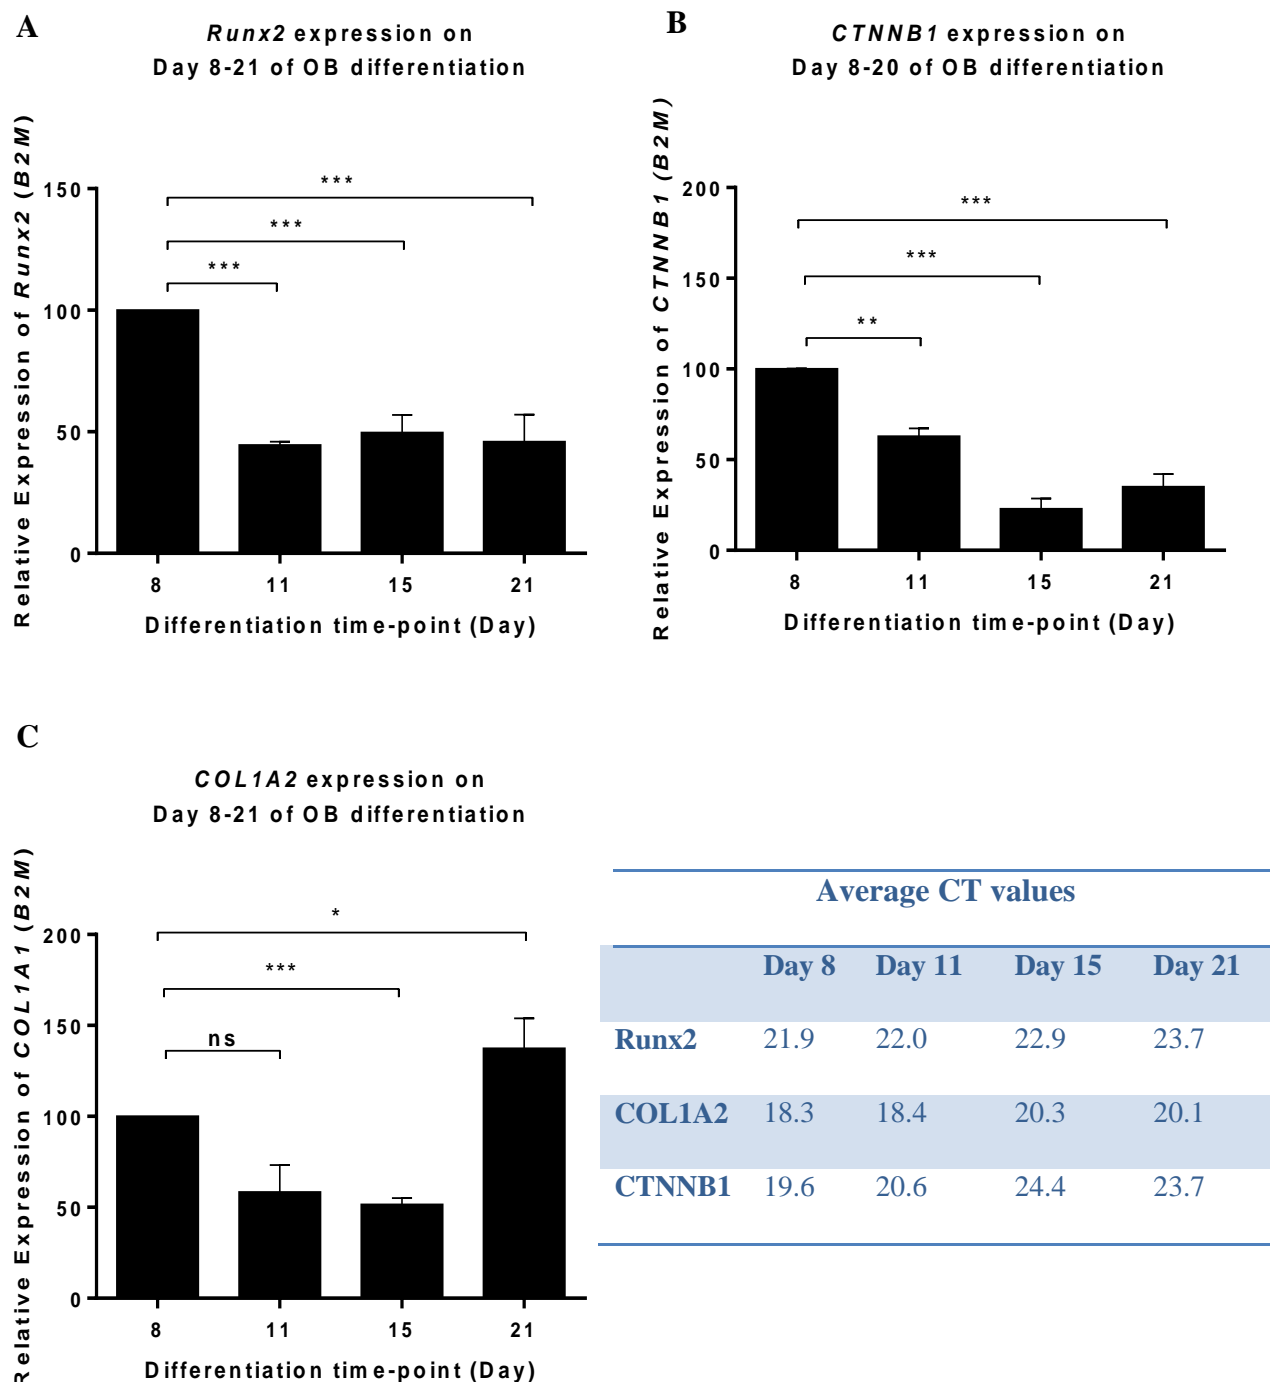 A
Runx2 expression on
Day 8-21 of OB differentiation
Relative Expression of Runx2 (B2M)
150
100
50
0
***
***
***
8 11 15 21
Differentiation time-point (Day)
B
CTNNB1 expression on
Day 8-20 of OB differentiation
Relative Expression of CTNNB1 (B2M)
200
150
100
50
0
***
***
**
8 11 15 21
Differentiation time-point (Day)
C
COL1A2 expression on
Day 8-21 of OB differentiation
Relative Expression of COL1A1 (B2M)
200
150
100
50
0
*
***
ns
8 11 15 21
Differentiation time-point (Day)
Average CT values
Day 8 Day 11 Day 15 Day 21
Runx2 21.9 22.0 22.9 23.7
COL1A2 18.3 18.4 20.3 20.1
CTNNB1 19.6 20.6 24.4 23.7